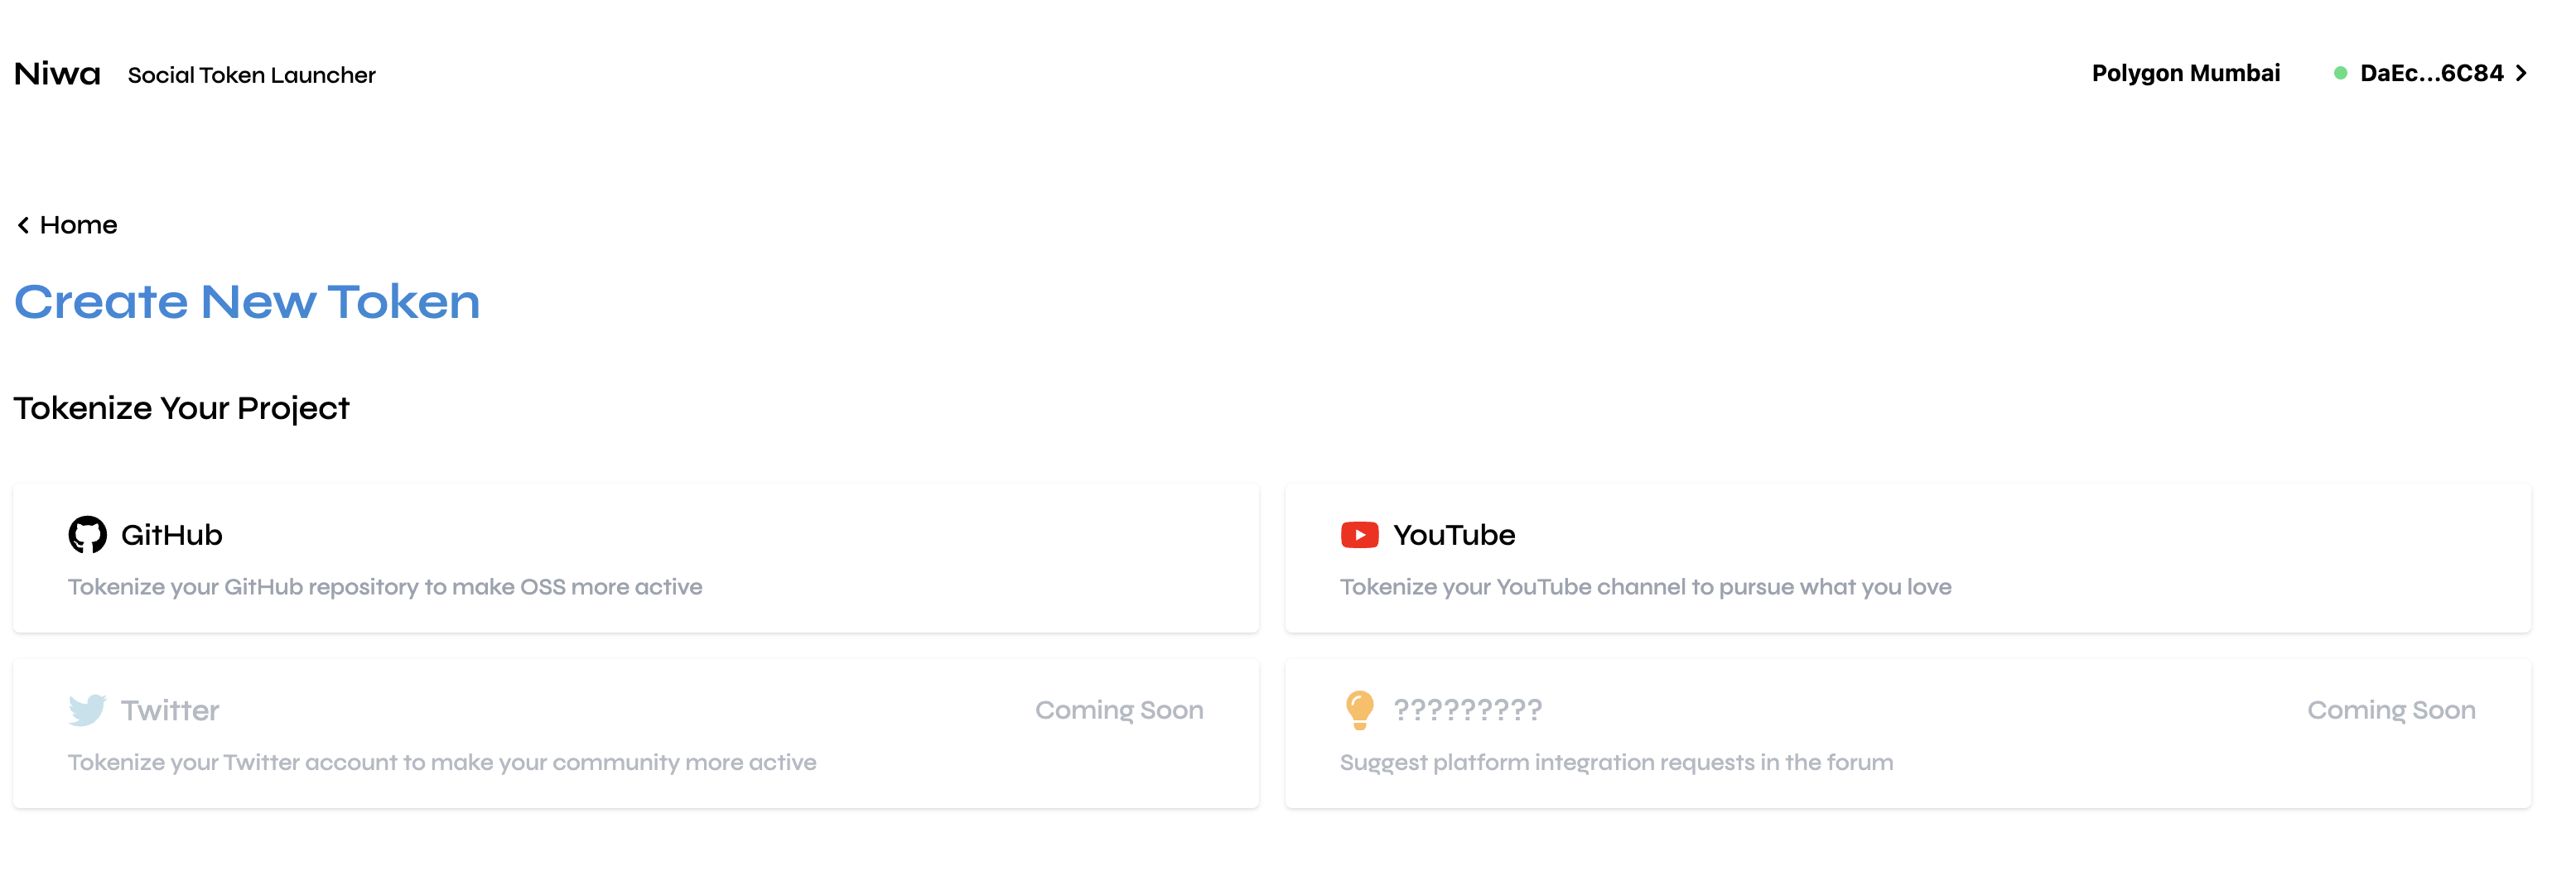 Niwa Social Token Launcher Polygon Mumbai DaEc...6C84
Home
Create New Token
Tokenize Your Project
GitHub
Tokenize your GitHub repository to make OSS more active
YouTube
Tokenize your YouTube channel to pursue what you love
Twitter Coming Soon
Tokenize your Twitter account to make your community more active
????????? Coming Soon
Suggest platform integration requests in the forum